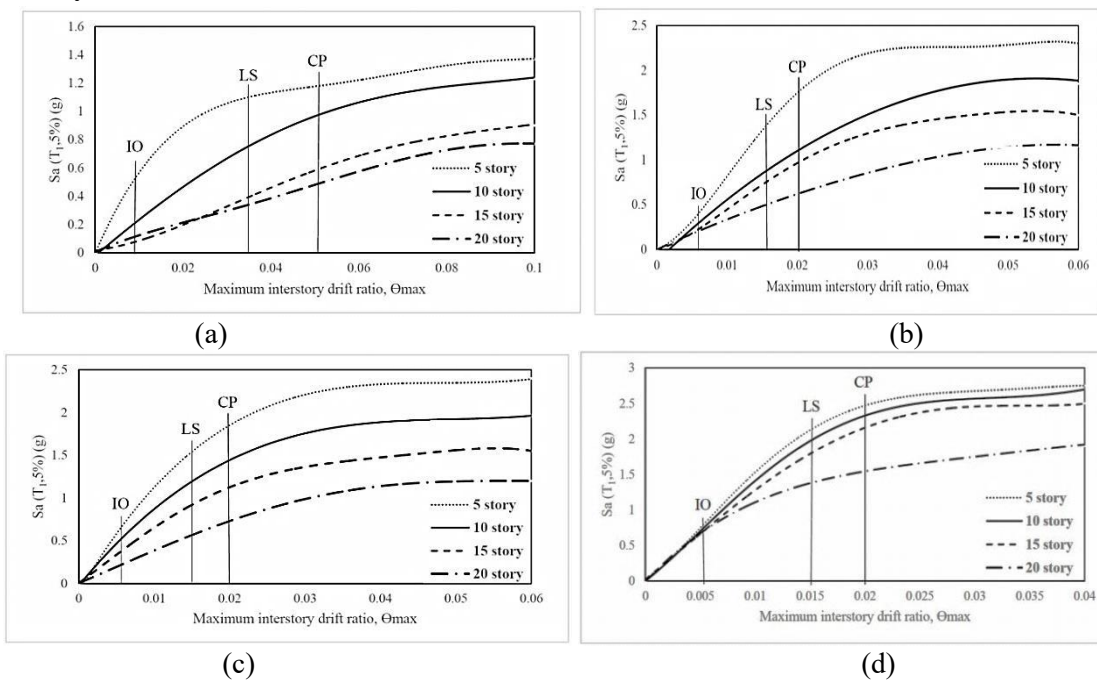 1.6
1.4
1.2
1
0.8
0.6
0.4
0.2
0
Sa (T1,5%) (g)
IO
LS
CP
5 story
10 story
15 story
20 story
0 0.02 0.04 0.06 0.08 0.1
Maximum interstory drift ratio, Θmax
(a)
2.5
2
1.5
1
0.5
0
Sa (T1,5%) (g)
IO
LS
CP
5 story
10 story
15 story
20 story
0 0.01 0.02 0.03 0.04 0.05 0.06
Maximum interstory drift ratio, Θmax
(b)
2.5
2
1.5
1
0.5
0
Sa (T1,5%) (g)
IO
LS
CP
5 story
10 story
15 story
20 story
0 0.01 0.02 0.03 0.04 0.05 0.06
Maximum interstory drift ratio, Θmax
(c)
3
2.5
2
1.5
1
0.5
0
Sa (T1,5%) (g)
IO
LS
CP
5 story
10 story
15 story
20 story
0 0.005 0.01 0.015 0.02 0.025 0.03 0.035 0.04
Maximum interstory drift ratio, Θmax
(d)